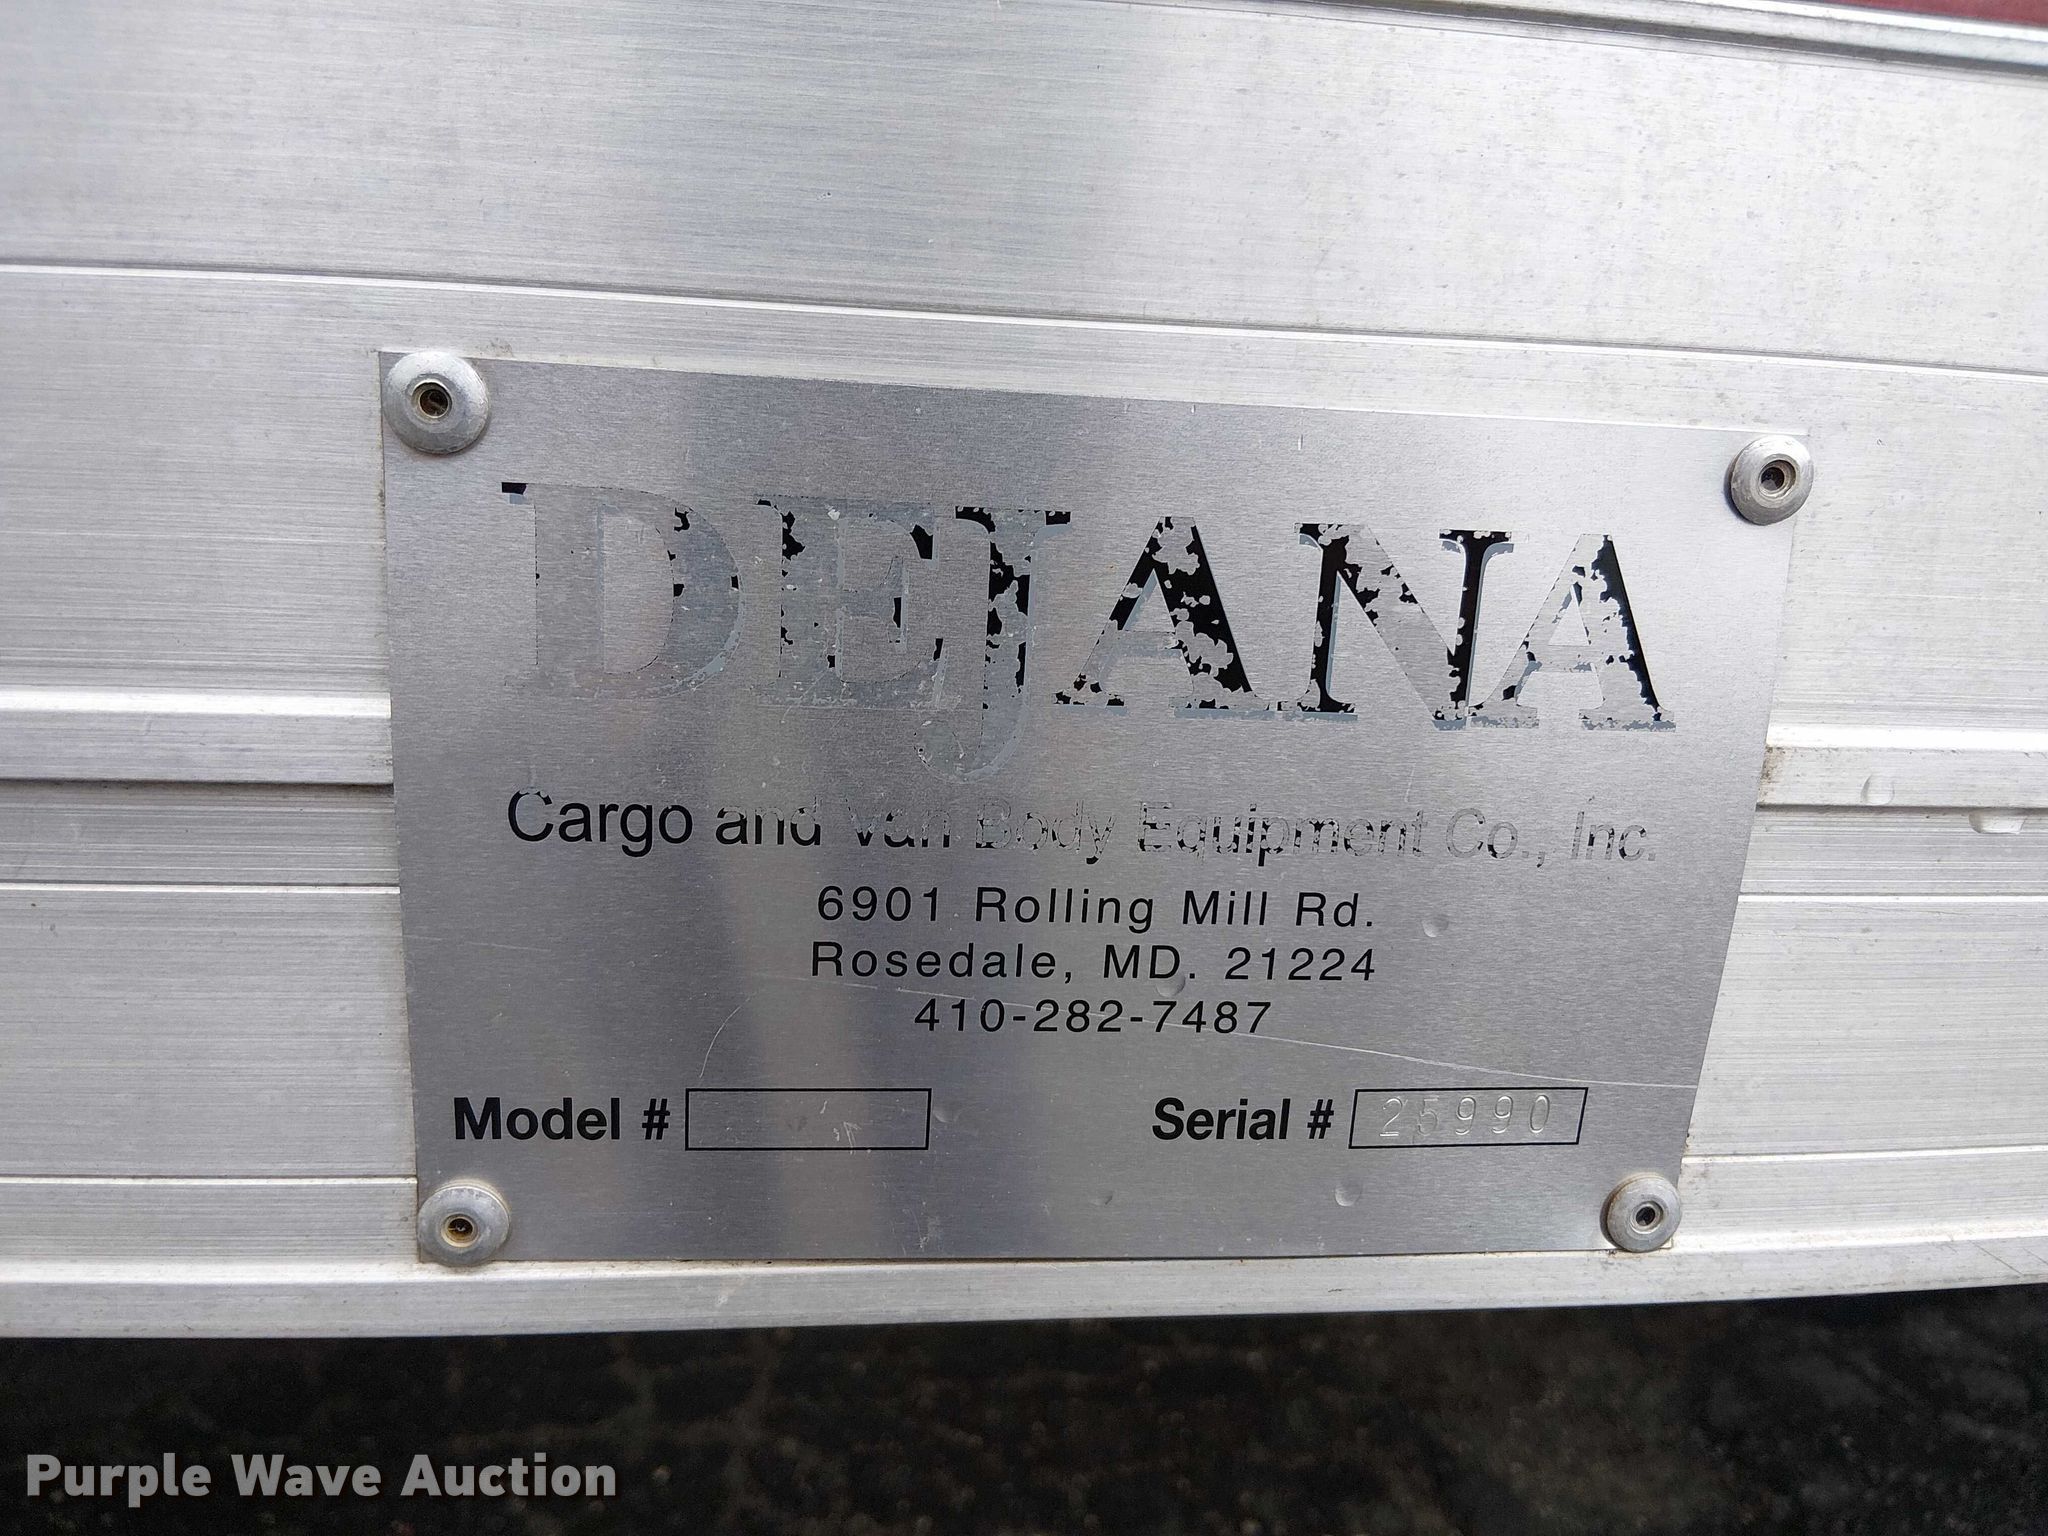 DEJANA
Cargo and Van Body Equipment Co., Inc.
6901 Rolling Mill Rd.
Rosedale, MD. 21224
410-282-7487
Model # Serial # 25990
Purple Wave Auction